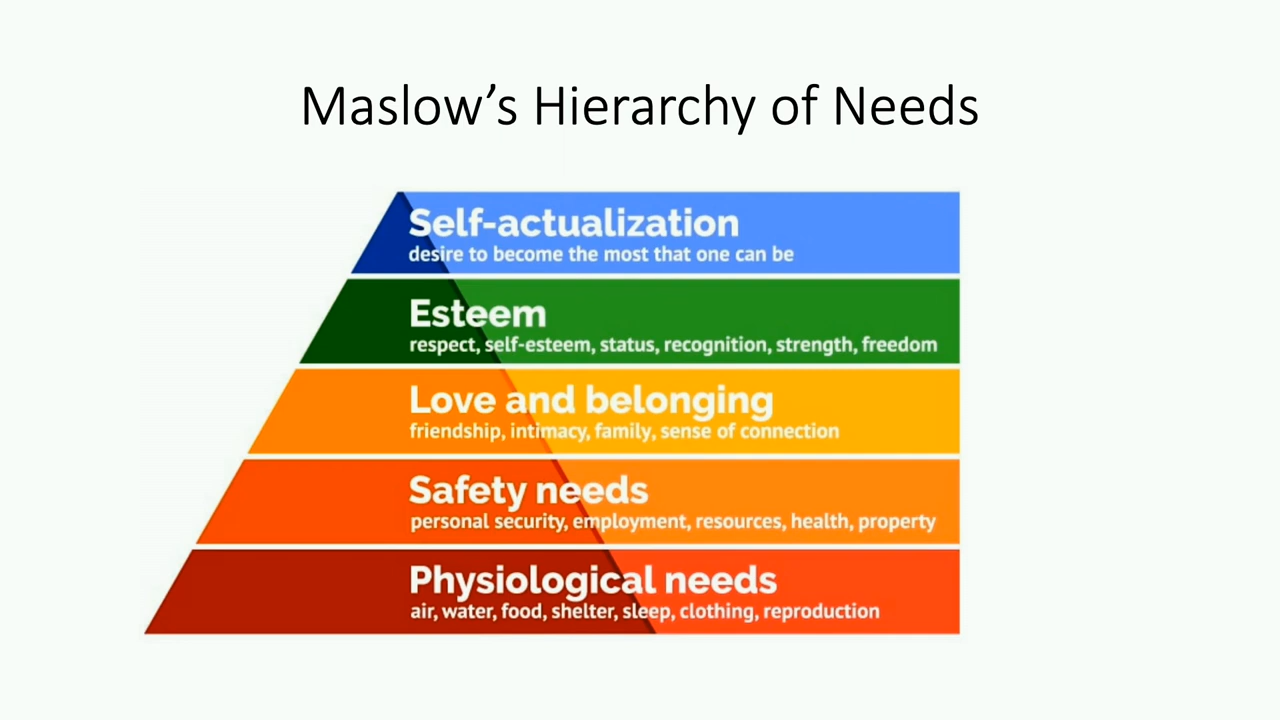 Maslow’s Hierarchy of Needs
Self-actualization
desire to become the most that one can be
Esteem
respect, self-esteem, status, recognition, strength, freedom
Love and belonging
friendship, intimacy, family, sense of connection
Safety needs
personal security, employment, resources, health, property
Physiological needs
air, water, food, shelter, sleep, clothing, reproduction